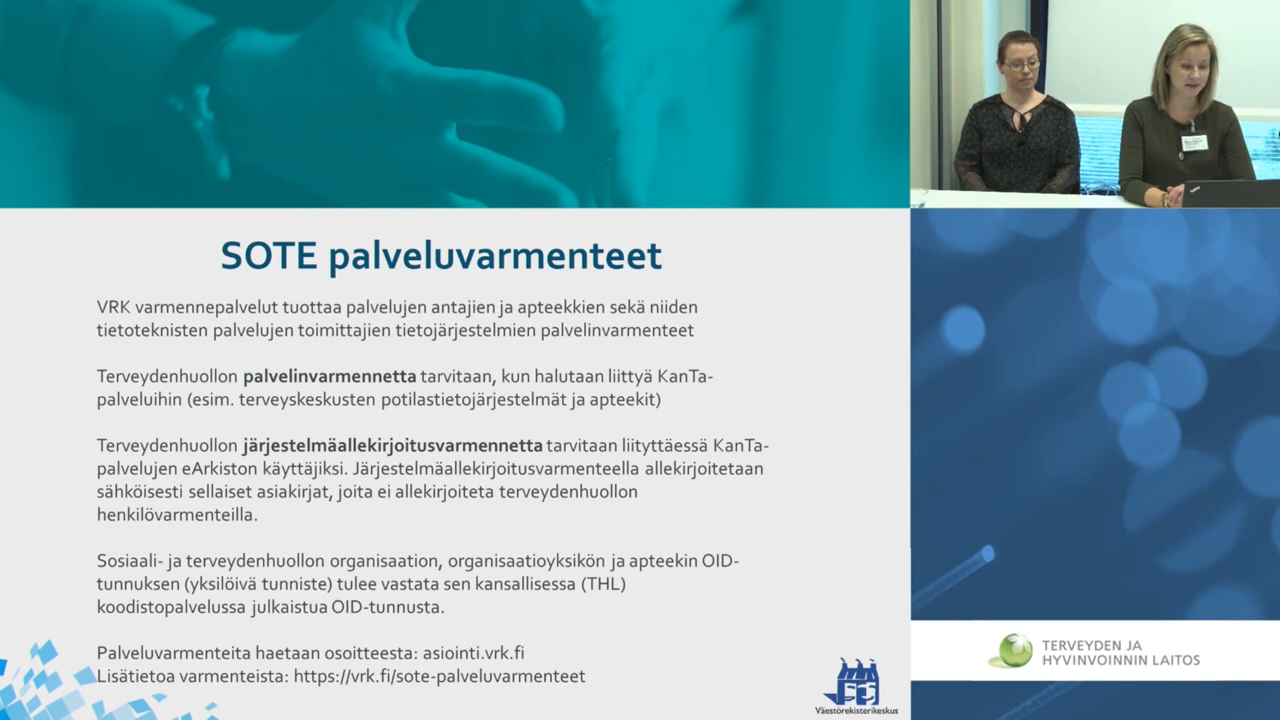 SOTE palveluvarmenteet
VRK varmennepalvelut tuottaa palvelujen antajien ja apteekkien sekä niiden
tietoteknisten palvelujen toimittajien tietojärjestelmien palvelinvarmenteet
Terveydenhuollon palvelinvarmennetta tarvitaan, kun halutaan liittyä KanTa-
palveluihin (esim. terveyskeskusten potilastietojärjestelmät ja apteekit)
Terveydenhuollon järjestelmäallekirjoitusvarmennetta tarvitaan liityttäessä KanTa-
palvelujen eArkiston käyttäjiksi. Järjestelmäallekirjoitusvarmenteella allekirjoitetaan
sähköisesti sellaiset asiakirjat, joita ei allekirjoiteta terveydenhuollon
henkilövarmenteilla.
Sosiaali- ja terveydenhuollon organisaation, organisaatioyksikön ja apteekin OID-
tunnuksen (yksilöivä tunniste) tulee vastata sen kansallisessa (THL)
koodistopalvelussa julkaistua OID-tunnusta.
Palveluvarmenteita haetaan osoitteesta: asiointi.vrk.fi
Lisätietoa varmenteista: https://vrk.fi/sote-palveluvarmenteet
Väestörekisterikeskus
TERVEYDEN JA
HYVINVOINNIN LAITOS